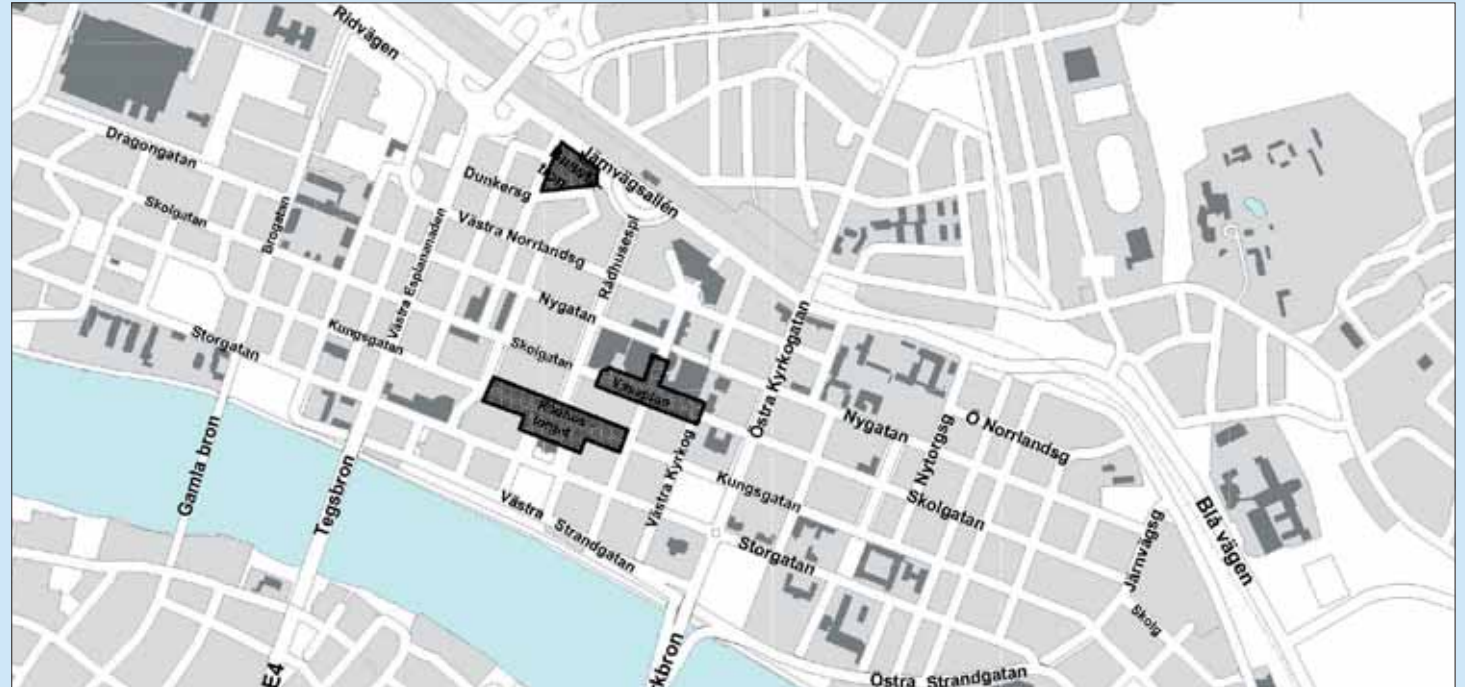 Ridvägen
Dragongatan
Järnvägsallén
Dunkersg
Skolgatan
Brogatan
Västra Esplanaden
Västra Norrlandsg
Rådhusespl
Nygatan
Storgatan
Kungsgatan
Skolgatan
Vasaplan
Rådhus
torget
Östra Kyrkogatan
Nygatan
Ö Norrlandsg
Nytorgsg
Gamla bron
Tegsbron
Västra Kyrkog
Kungsgatan
Skolgatan
Västra Strandgatan
Storgatan
Järnvägsg
Blå vägen
Skolg
E4
rkbron
Östra Strandgatan